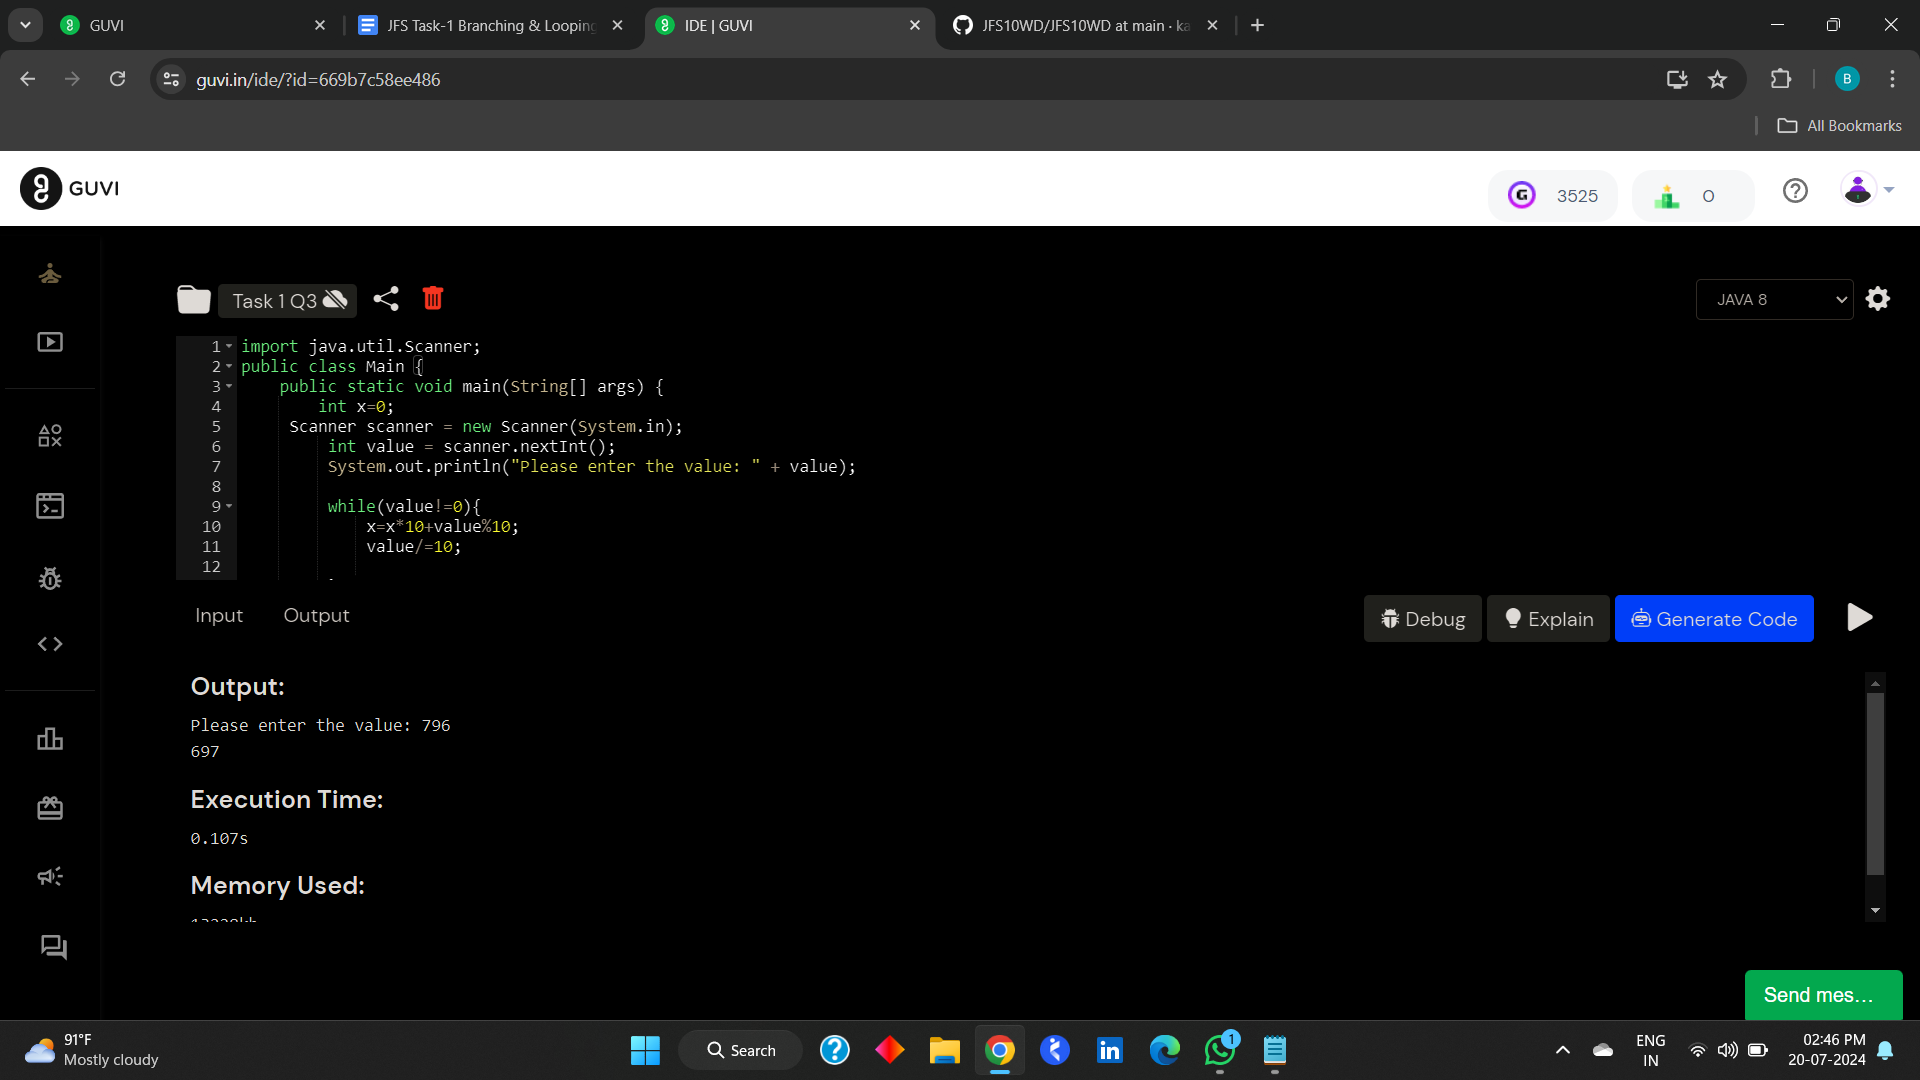 GUVI
JFS Task-1 Branching & Looping
IDE | GUVI
JFS10WD/JFS10WD at main · ka
guvi.in/ide/?id=669b7c58ee486
B
All Bookmarks
GUVI
3525
0
Task 1 Q3
JAVA 8
1 import java.util.Scanner;
2 public class Main {
3 public static void main(String[] args) {
4 int x=0;
5 Scanner scanner = new Scanner(System.in);
6 int value = scanner.nextInt();
7 System.out.println("Please enter the value: " + value);
8
9 while(value!=0){
10 x=x*10+value%10;
11 value/=10;
12
Input Output
Debug Explain Generate Code
Output:
Please enter the value: 796
697
Execution Time:
0.107s
Memory Used:
Send mes...
91°F
Mostly cloudy
Search
1
ENG
IN
02:46 PM
20-07-2024